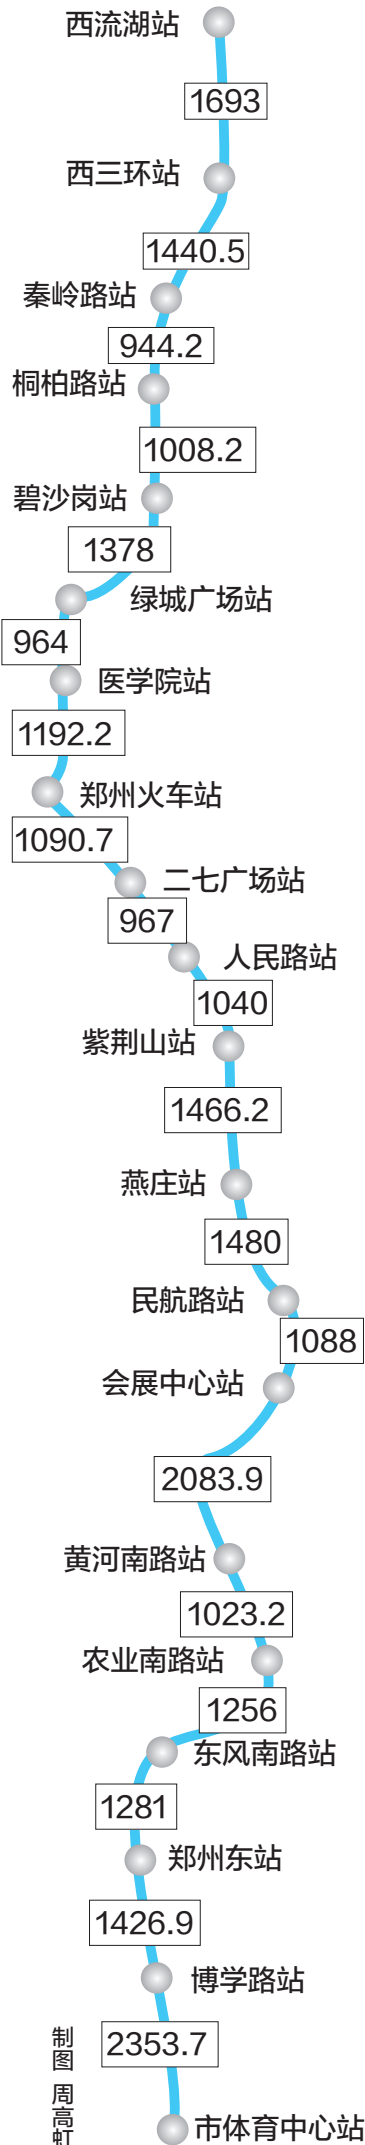 西流湖站
1693
西三环站
1440.5
秦岭路站
944.2
桐柏路站
1008.2
碧沙岗站
1378
绿城广场站
964
医学院站
1192.2
郑州火车站
1090.7
二七广场站
967
人民路站
1040
紫荆山站
1466.2
燕庄站
1480
民航路站
1088
会展中心站
2083.9
黄河南路站
1023.2
农业南路站
1256
东风南路站
1281
郑州东站
1426.9
博学路站
2353.7
市体育中心站
制图 周高虹